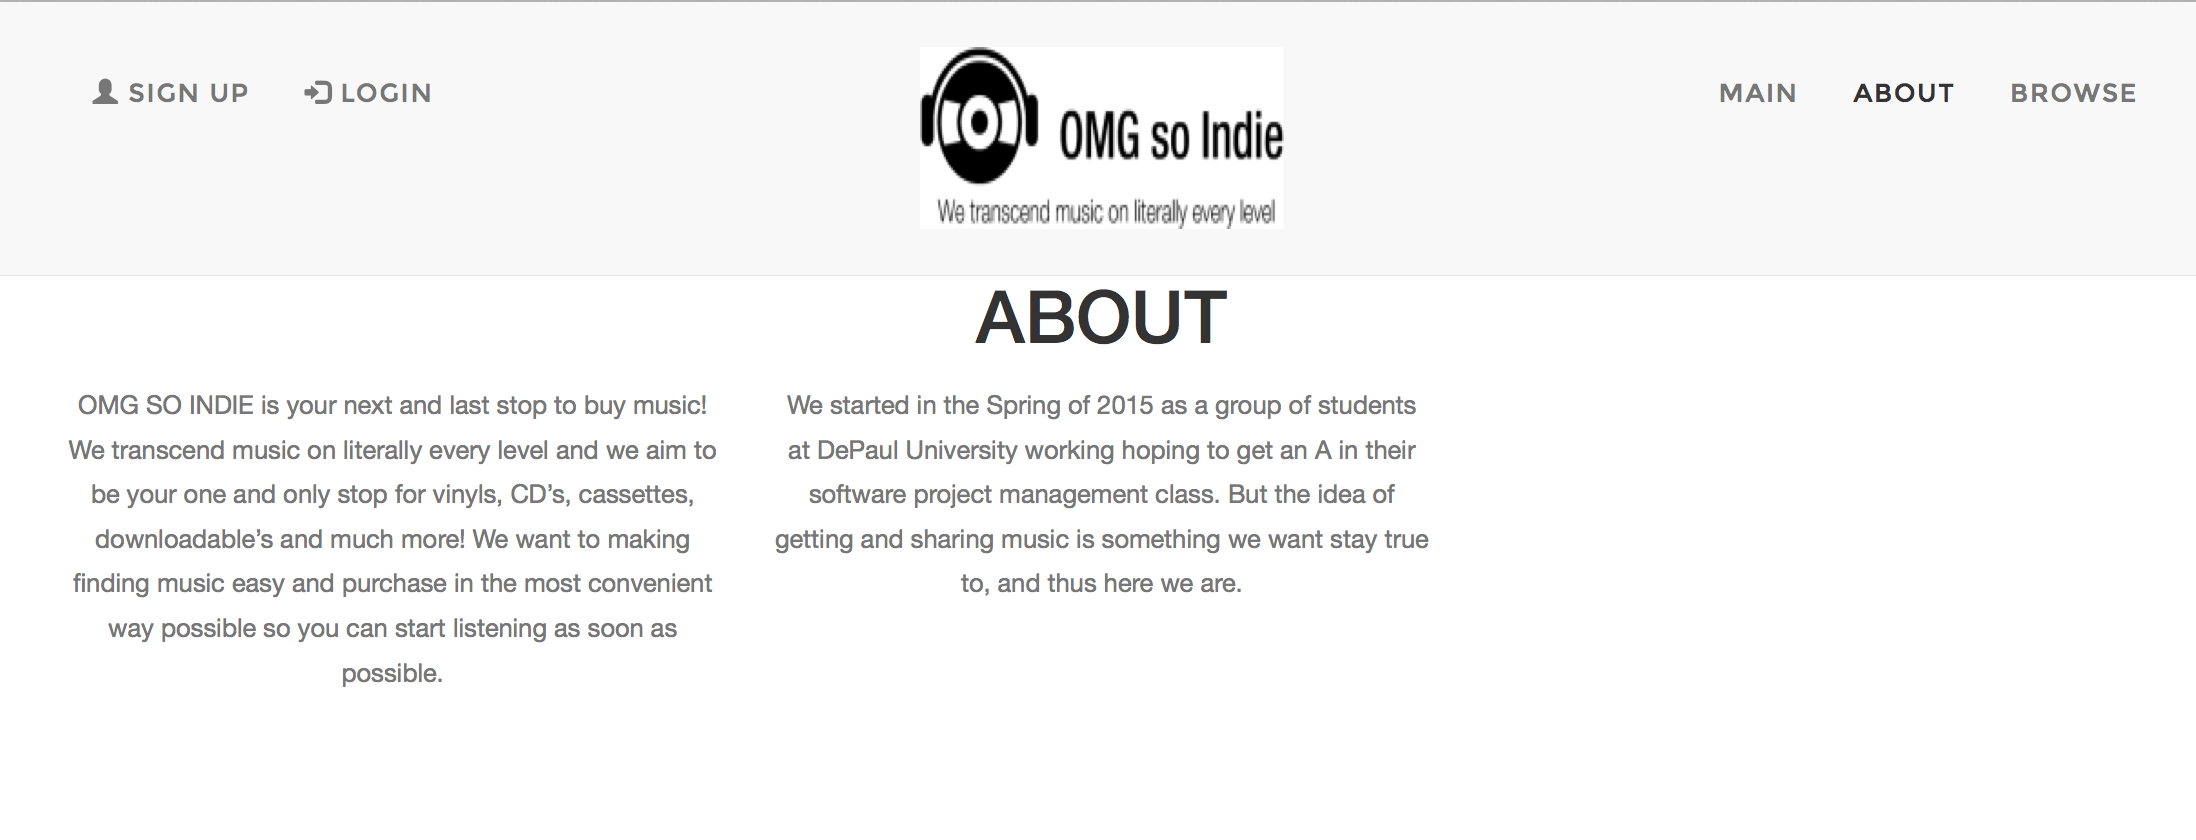 SIGN UP
LOGIN
OMG so Indie
We transcend music on literally every level
MAIN
ABOUT
BROWSE
ABOUT
OMG SO INDIE is your next and last stop to buy music!
We transcend music on literally every level and we aim to
be your one and only stop for vinyls, CD’s, cassettes,
downloadable’s and much more! We want to making
finding music easy and purchase in the most convenient
way possible so you can start listening as soon as
possible.
We started in the Spring of 2015 as a group of students
at DePaul University working hoping to get an A in their
software project management class. But the idea of
getting and sharing music is something we want stay true
to, and thus here we are.